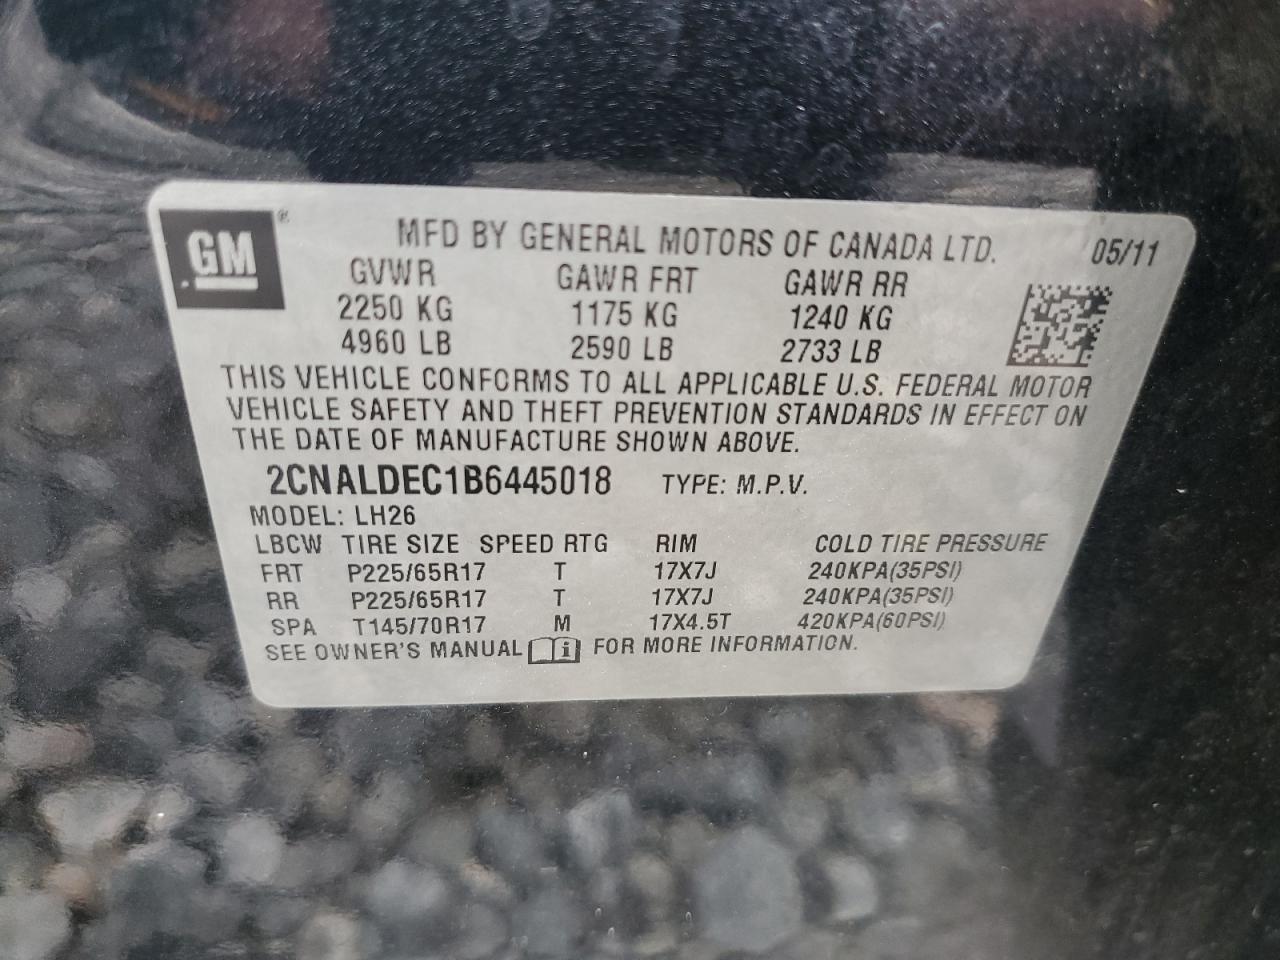 GM ®
MFD BY GENERAL MOTORS OF CANADA LTD. 05/11
GVWR GAWR FRT GAWR RR
2250 KG 1175 KG 1240 KG
4960 LB 2590 LB 2733 LB
THIS VEHICLE CONFORMS TO ALL APPLICABLE U.S. FEDERAL MOTOR
VEHICLE SAFETY AND THEFT PREVENTION STANDARDS IN EFFECT ON
THE DATE OF MANUFACTURE SHOWN ABOVE.
2CNALDEC1B6445018 TYPE: M.P.V.
MODEL: LH26
LBCW TIRE SIZE SPEED RTG RIM COLD TIRE PRESSURE
FRT P225/65R17 T 17X7J 240KPA(35PSI)
RR P225/65R17 T 17X7J 240KPA(35PSI)
SPA T145/70R17 M 17X4.5T 420KPA(60PSI)
SEE OWNER'S MANUAL i FOR MORE INFORMATION.